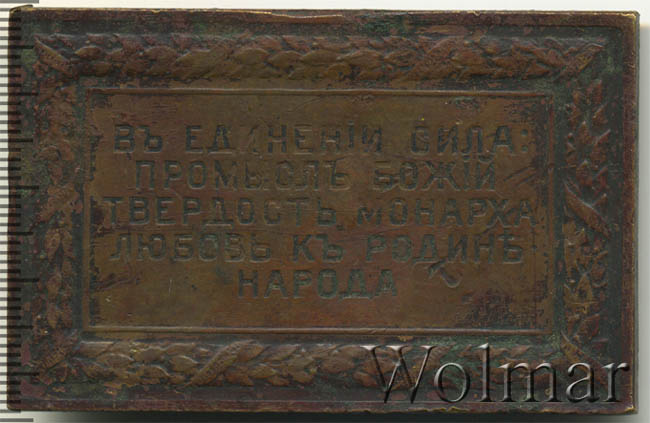 ВЪ ЕДИНЕНІИ СИЛА:
ПРОМЫСЛЪ БОЖІЙ
ТВЕРДОСТЬ МОНАРХА
ЛЮБОВЬ КЪ РОДИНѢ
НАРОДА
Wolmar